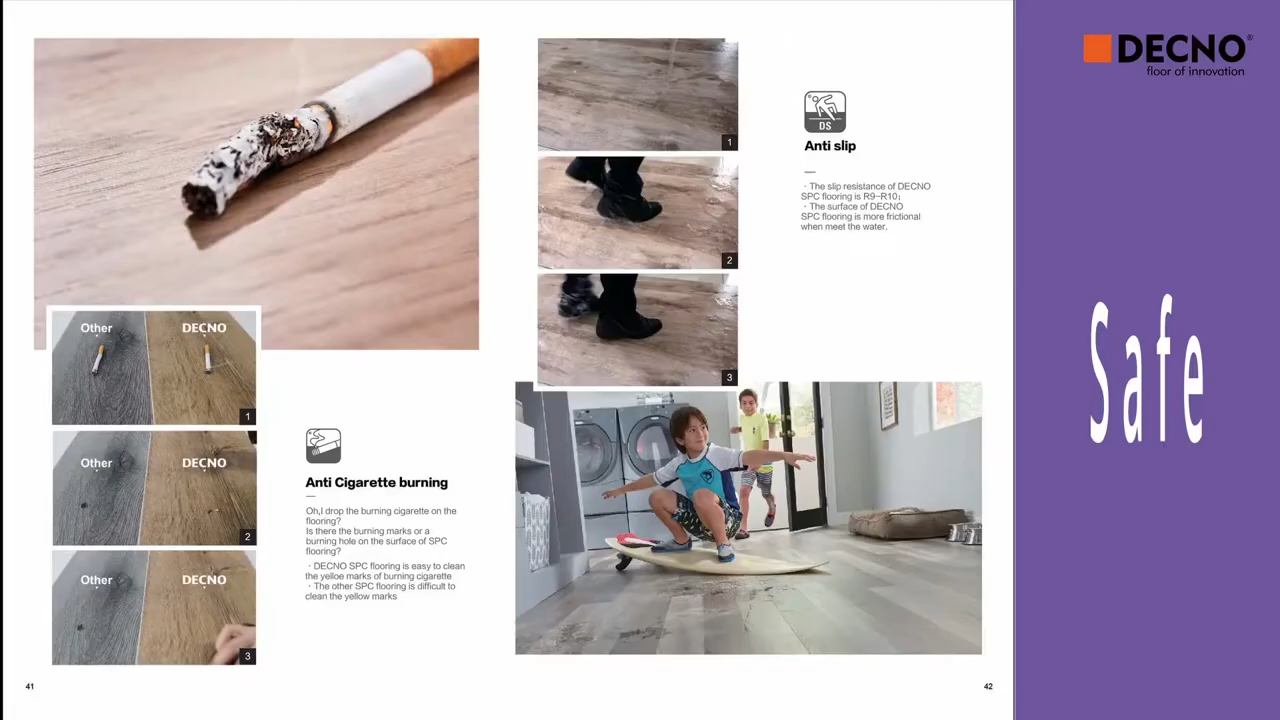 Other DECNO
1
Other DECNO
2
Other DECNO
3
Anti Cigarette burning
Oh,I drop the burning cigarette on the
flooring?
Is there the burning marks or a
burning hole on the surface of SPC
flooring?
· DECNO SPC flooring is easy to clean
the yelloe marks of burning cigarette
· The other SPC flooring is difficult to
clean the yellow marks
41
1
2
3
DS
Anti slip
· The slip resistance of DECNO
SPC flooring is R9-R10;
· The surface of DECNO
SPC flooring is more frictional
when meet the water.
42
DECNO®
floor of innovation
Safe